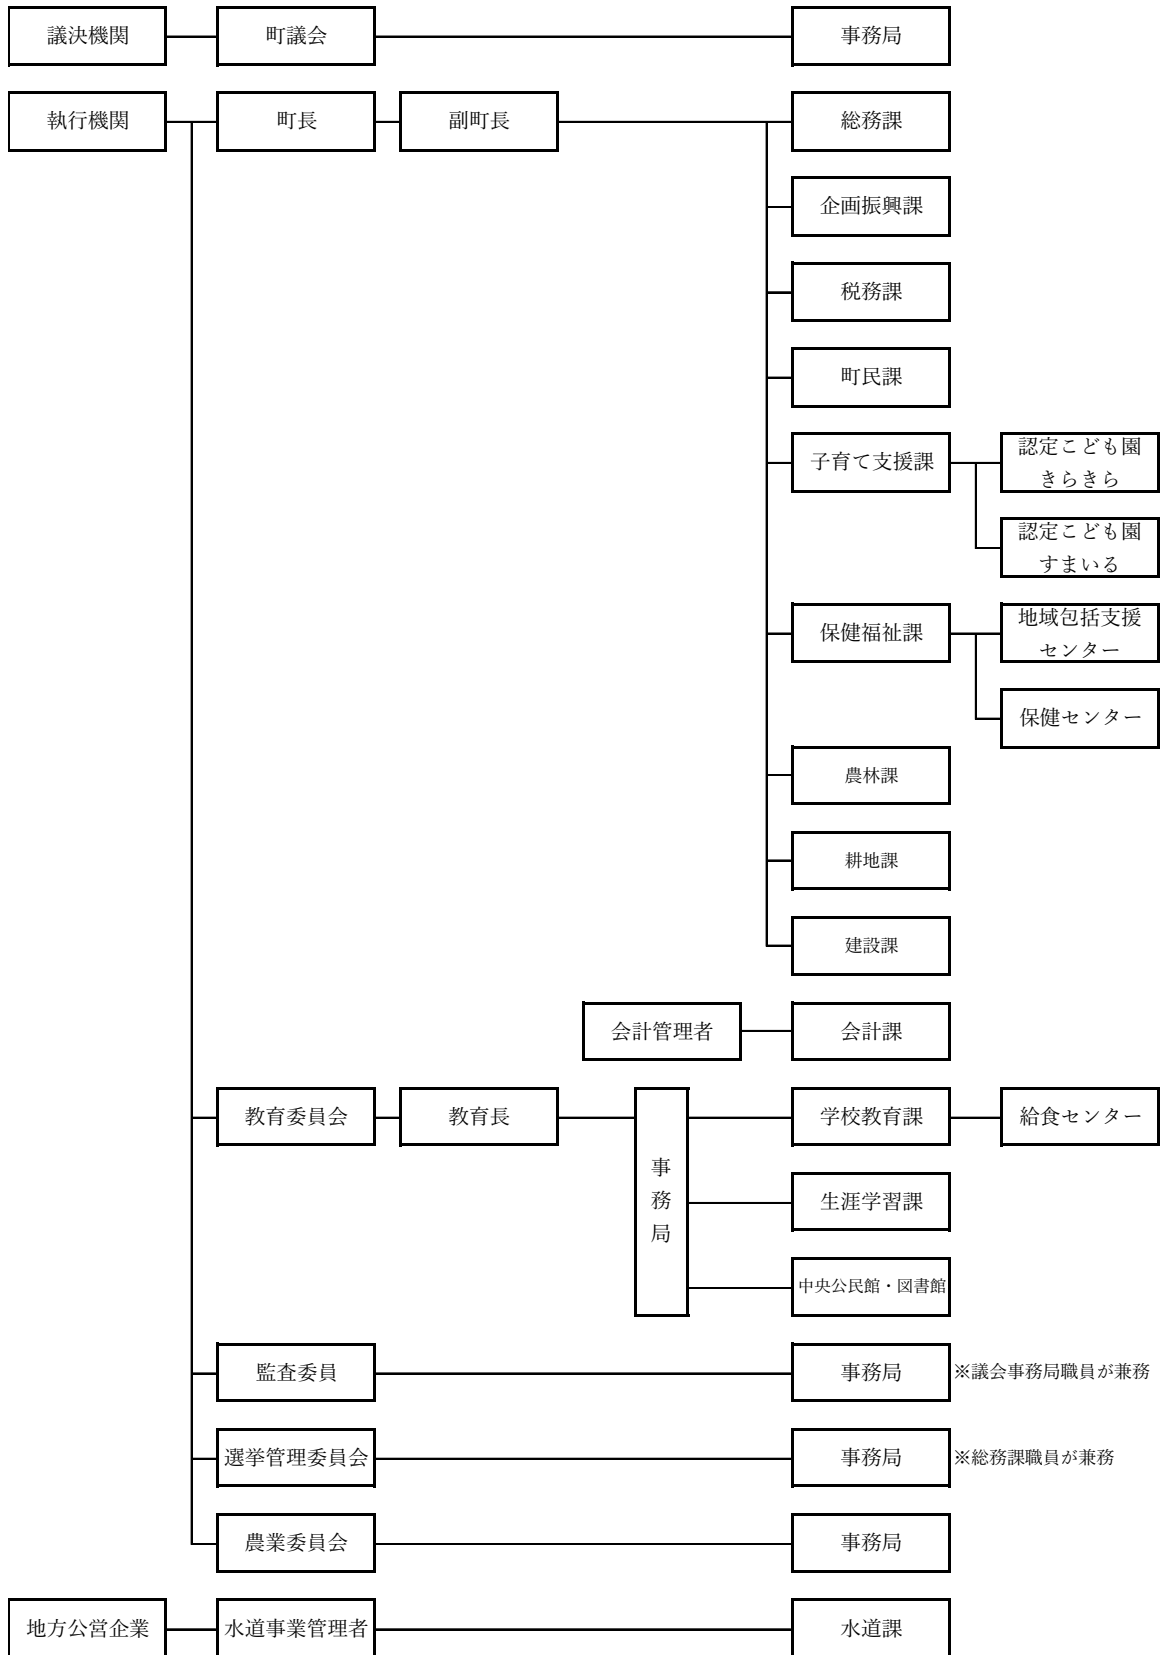 議決機関
町議会
事務局
執行機関
町長
副町長
総務課
企画振興課
税務課
町民課
子育て支援課
認定こども園
きらきら
認定こども園
すまいる
保健福祉課
地域包括支援
センター
保健センター
農林課
耕地課
建設課
会計管理者
会計課
教育委員会
教育長
事務局
学校教育課
給食センター
生涯学習課
中央公民館・図書館
監査委員
事務局
※議会事務局職員が兼務
選挙管理委員会
事務局
※総務課職員が兼務
農業委員会
事務局
地方公営企業
水道事業管理者
水道課